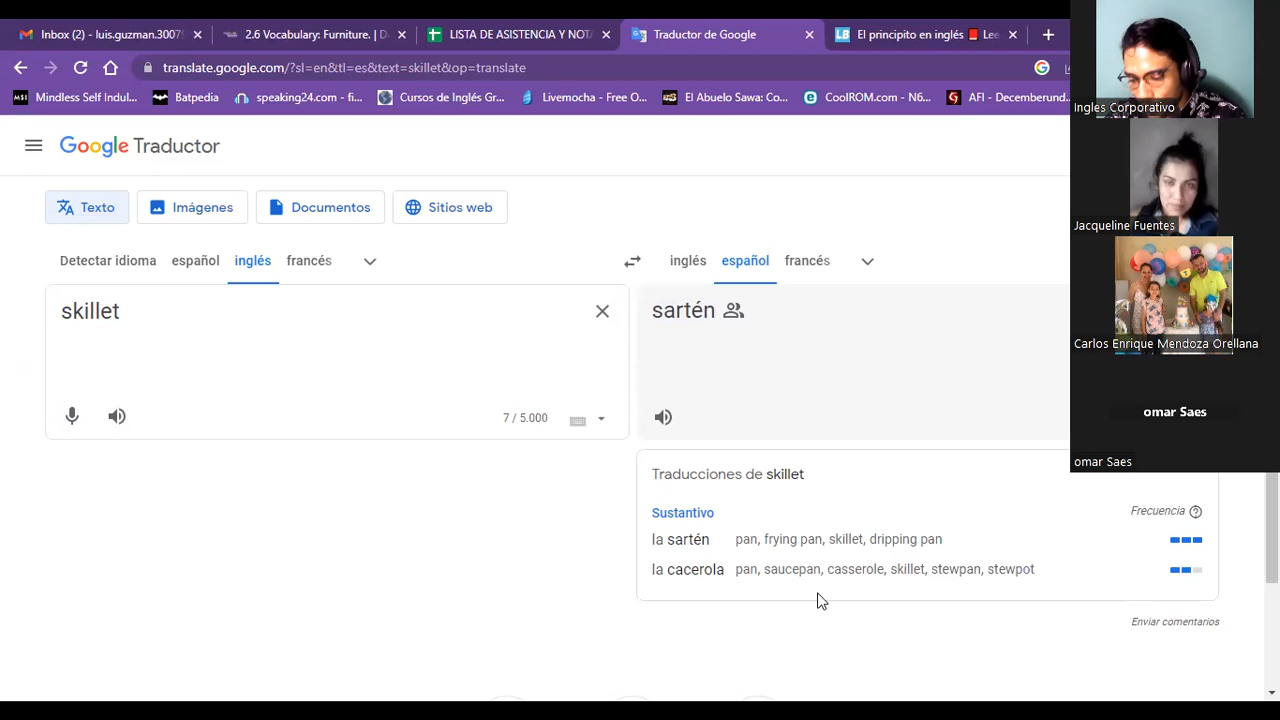 Inbox (2) - luis.guzman.3007
2.6 Vocabulary: Furniture. | D
LISTA DE ASISTENCIA Y NOT
Traductor de Google
El principito en inglés 📕 Lee
translate.google.com/?sl=en&tl=es&text=skillet&op=translate
Mindless Self Indul...
Batpedia
speaking24.com - fi...
Cursos de Inglés Gr...
Livemocha - Free O...
El Abuelo Sawa: Co...
CoolROM.com - N6...
AFI - Decemberund...
Google Traductor
Texto
Imágenes
Documentos
Sitios web
Detectar idioma
español
inglés
francés
inglés
español
francés
skillet
sartén
7 / 5.000
Traducciones de skillet
Sustantivo
Frecuencia
la sartén
pan, frying pan, skillet, dripping pan
la cacerola
pan, saucepan, casserole, skillet, stewpan, stewpot
Enviar comentarios
Ingles Corporativo
Jacqueline Fuentes
Carlos Enrique Mendoza Orellana
omar Saes
omar Saes